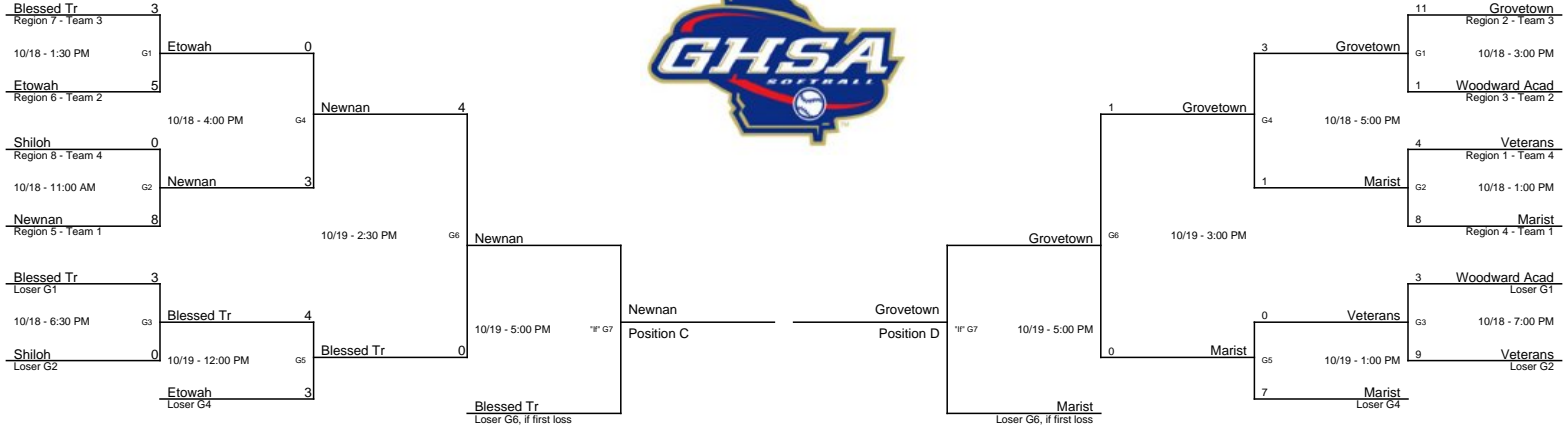 Blessed Tr 3
Region 7 - Team 3
10/18 - 1:30 PM G1
Etowah 5
Region 6 - Team 2
Etowah 0
10/18 - 4:00 PM G4
Shiloh 0
Region 8 - Team 4
10/18 - 11:00 AM G2
Newnan 8
Region 5 - Team 1
Newnan 3
Newnan 4
10/19 - 2:30 PM G6
Blessed Tr 3
Loser G1
10/18 - 6:30 PM G3
Shiloh 0
Loser G2
Blessed Tr 4
10/19 - 12:00 PM G5
Etowah 3
Loser G4
Blessed Tr 0
Newnan
10/19 - 5:00 PM "If" G7
Blessed Tr
Loser G6, if first loss
Newnan
Position C
GHSA
SOFTBALL
Grovetown
Position D
Grovetown
"If" G7 10/19 - 5:00 PM
Marist
Loser G6, if first loss
1 Grovetown
G6 10/19 - 3:00 PM
0 Marist
3 Grovetown
G4 10/18 - 5:00 PM
1 Marist
11 Grovetown
Region 2 - Team 3
G1 10/18 - 3:00 PM
1 Woodward Acad
Region 3 - Team 2
4 Veterans
Region 1 - Team 4
G2 10/18 - 1:00 PM
8 Marist
Region 4 - Team 1
0 Veterans
G5 10/19 - 1:00 PM
7 Marist
Loser G4
3 Woodward Acad
Loser G1
G3 10/18 - 7:00 PM
9 Veterans
Loser G2